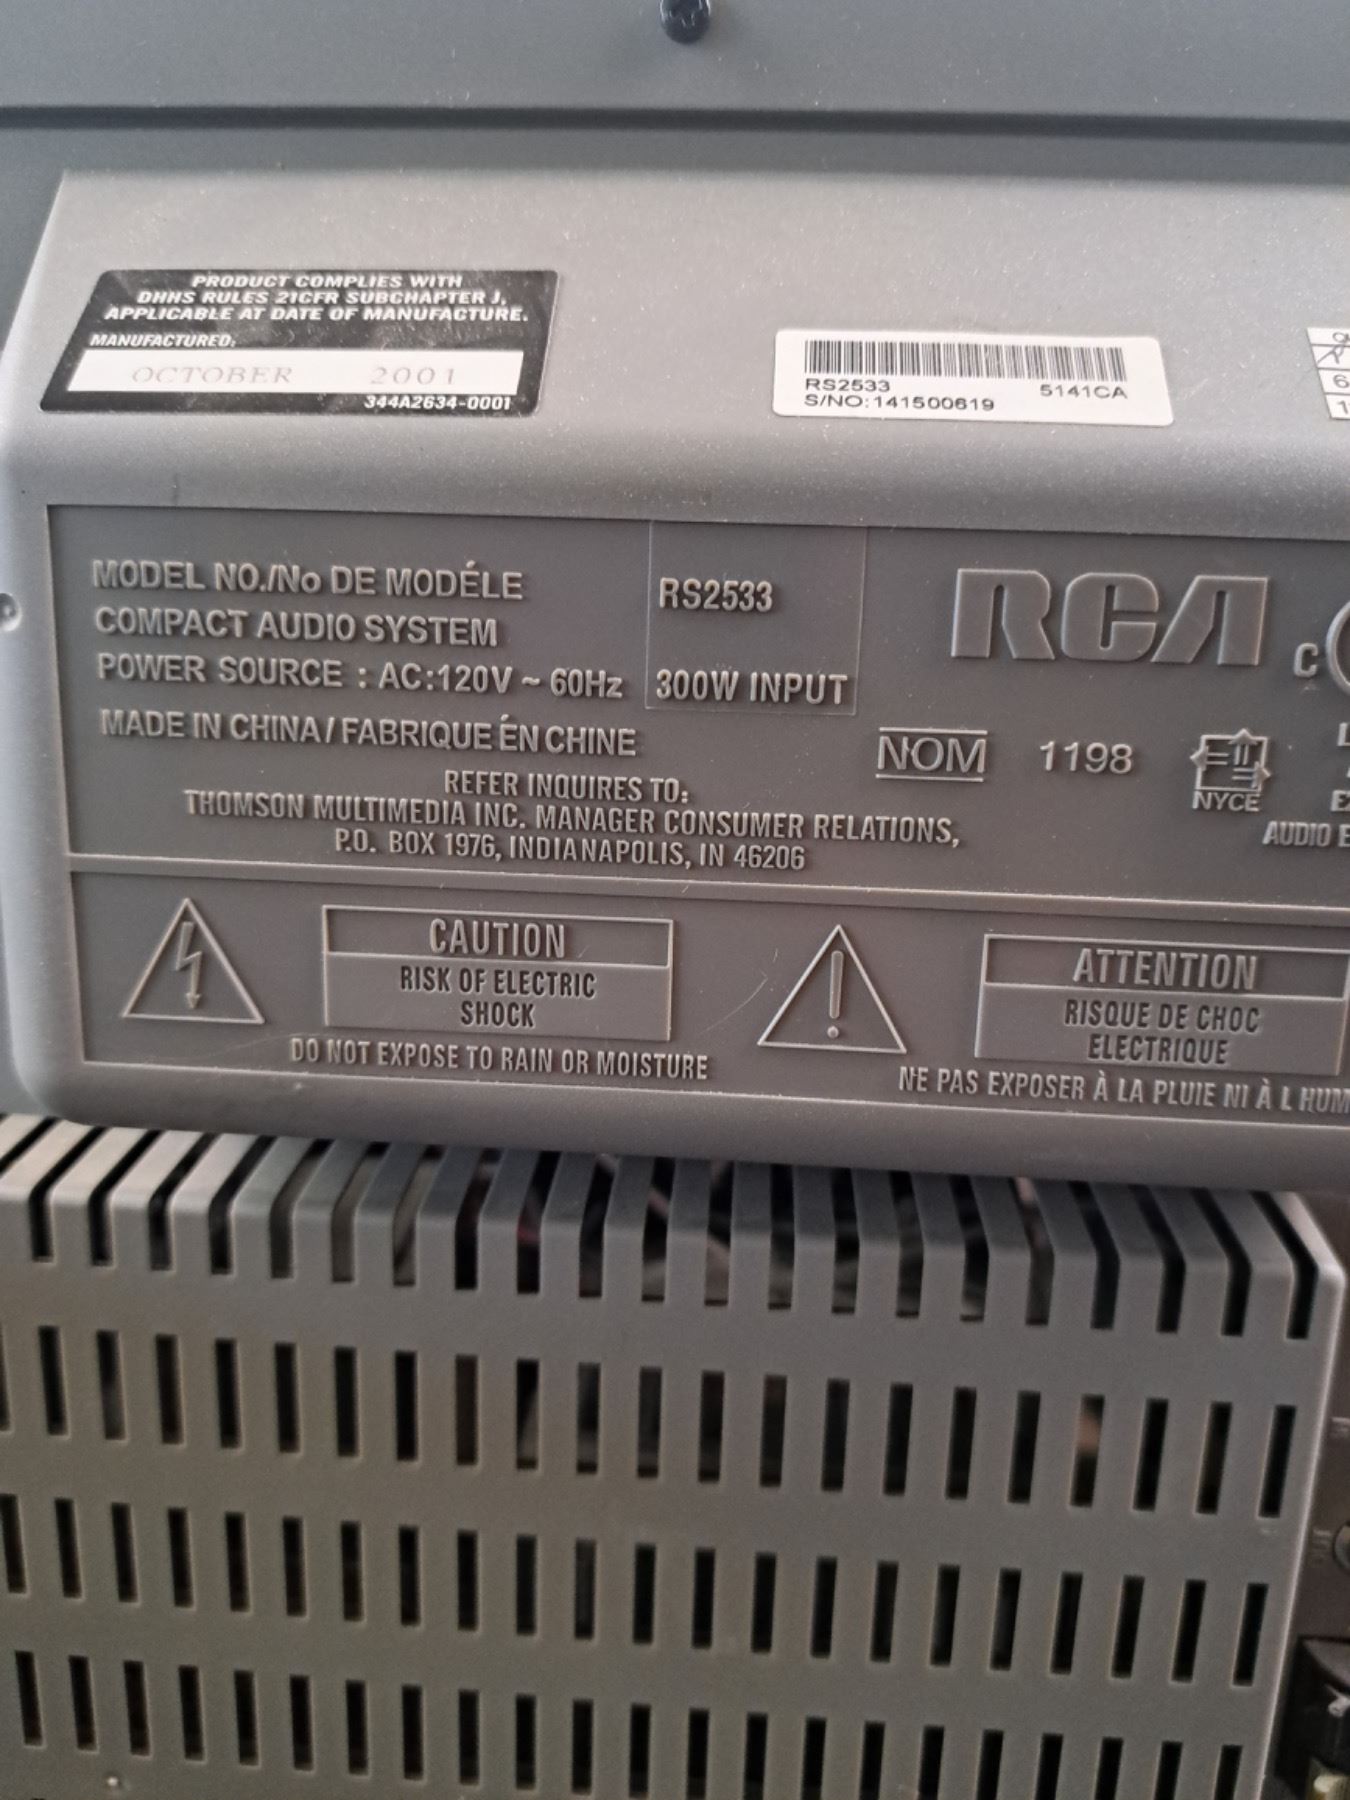 PRODUCT COMPLIES WITH
DHHS RULES 21CFR SUBCHAPTER J,
APPLICABLE AT DATE OF MANUFACTURE.
MANUFACTURED:
OCTOBER 2001
344A2634-0001
RS2533 5141CA
S/NO:141500619
6
1
MODEL NO./No DE MODÉLE RS2533
COMPACT AUDIO SYSTEM
POWER SOURCE : AC:120V ~ 60Hz 300W INPUT
MADE IN CHINA / FABRIQUE ÉN CHINE
RCA
C
NOM 1198
NYCE
AUDIO E
REFER INQUIRES TO:
THOMSON MULTIMEDIA INC. MANAGER CONSUMER RELATIONS,
P.O. BOX 1976, INDIANAPOLIS, IN 46206
CAUTION
RISK OF ELECTRIC
SHOCK
DO NOT EXPOSE TO RAIN OR MOISTURE
ATTENTION
RISQUE DE CHOC
ELECTRIQUE
NE PAS EXPOSER À LA PLUIE NI À L HUM